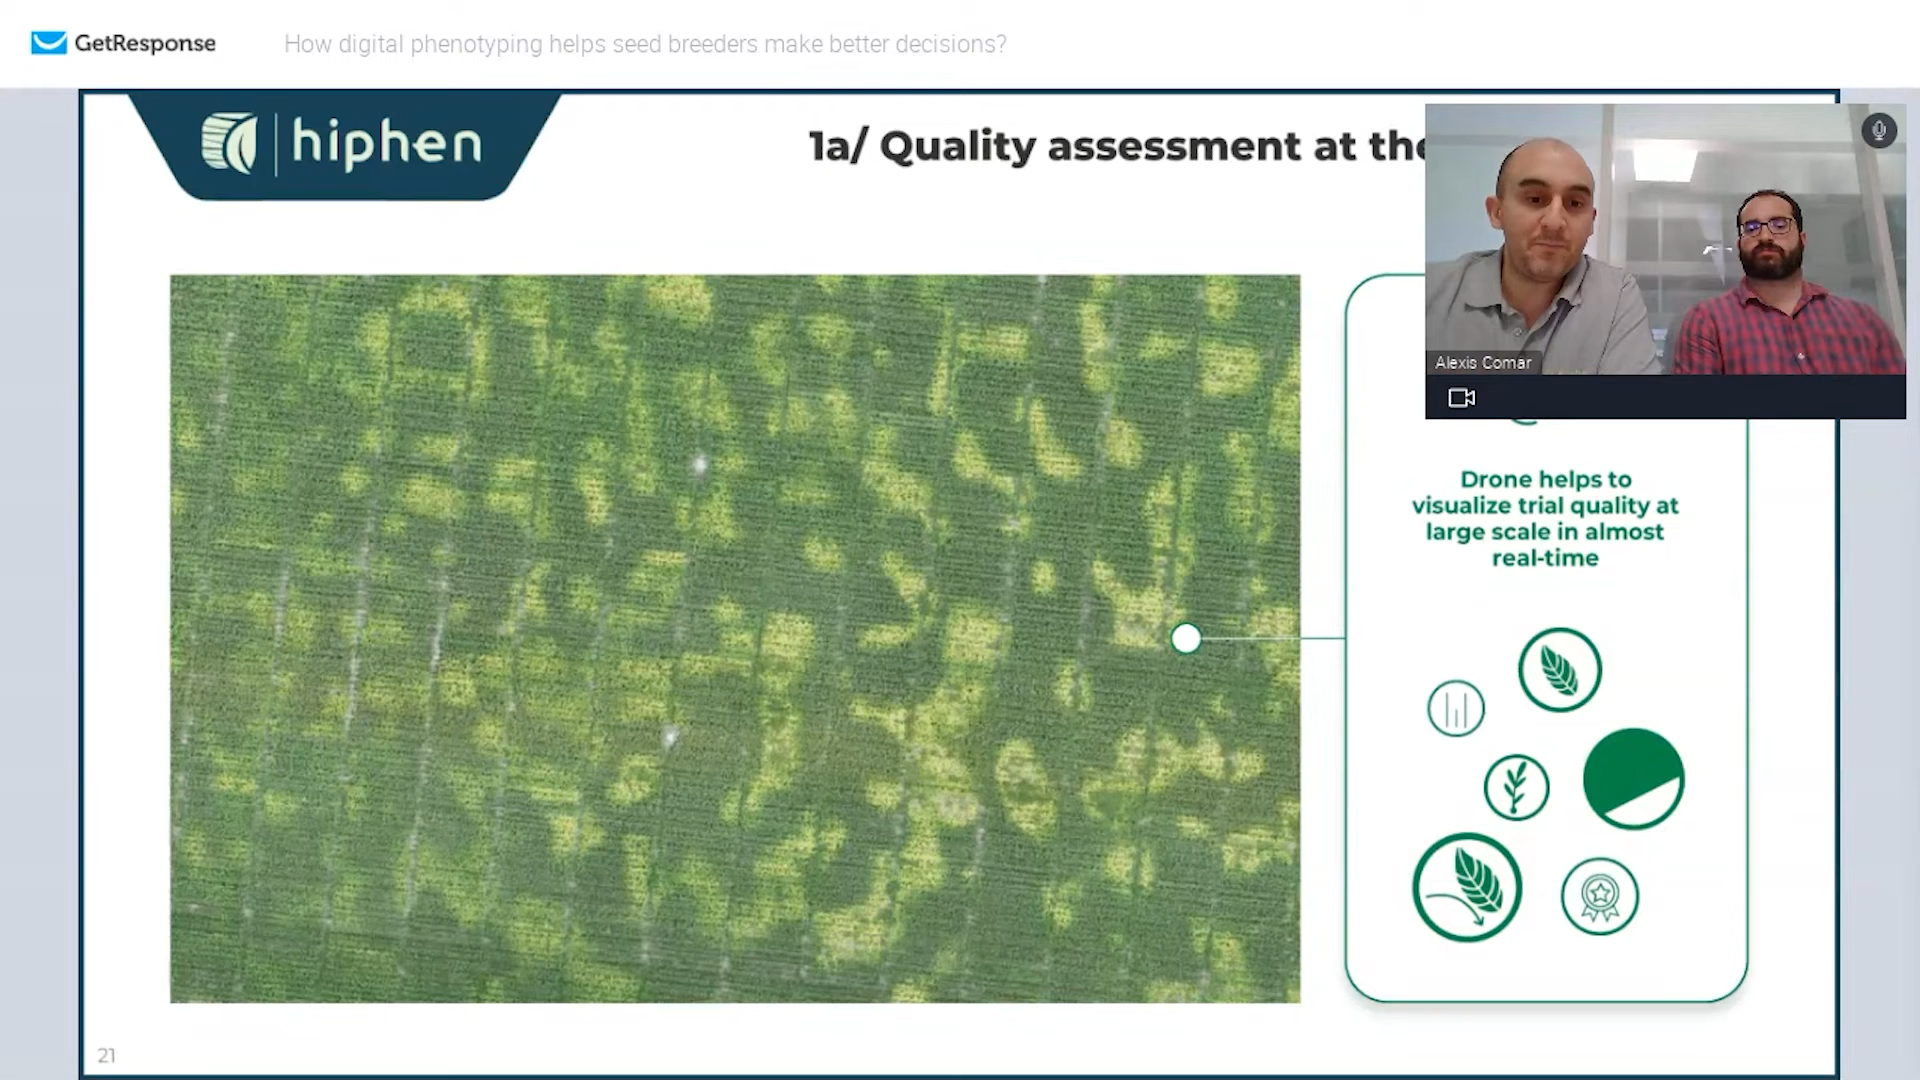 GetResponse
How digital phenotyping helps seed breeders make better decisions?
hiphen
1a/ Quality assessment at the
Alexis Comar
Drone helps to
visualize trial quality at
large scale in almost
real-time
21